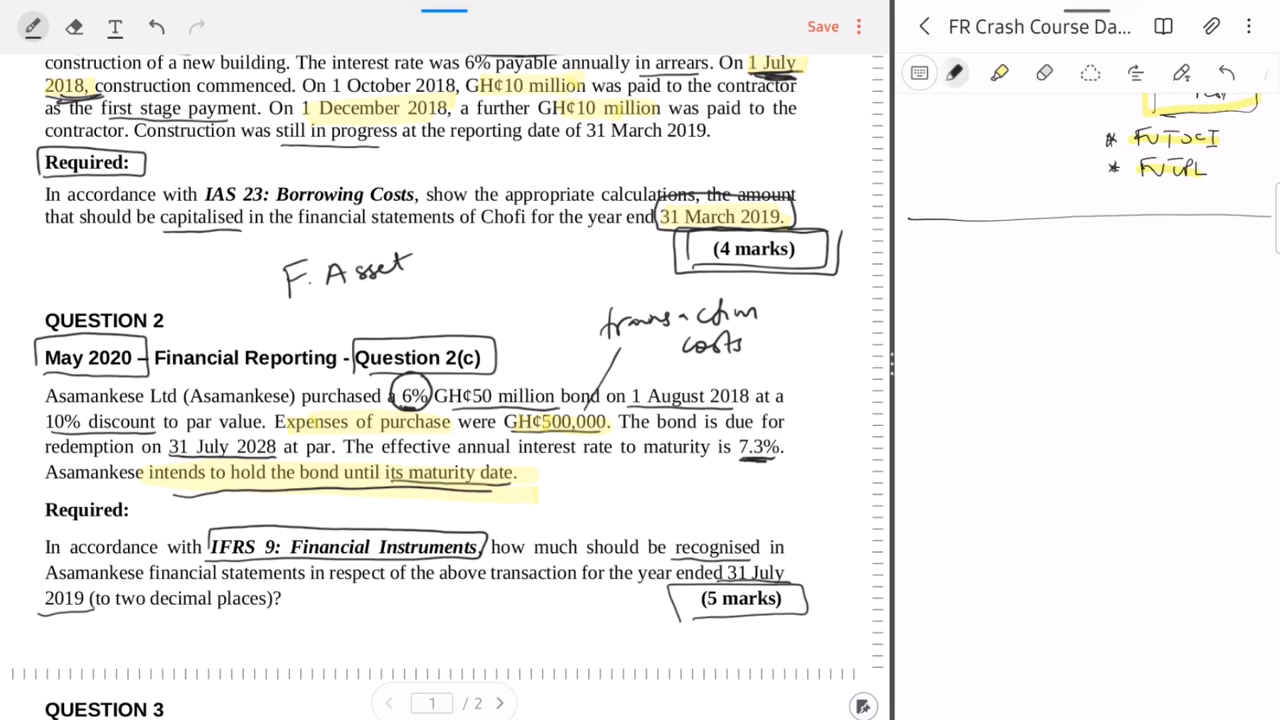 Save
FR Crash Course Da...
construction of a new building. The interest rate was 6% payable annually in arrears. On 1 July
2018, construction commenced. On 1 October 2018, GH¢10 million was paid to the contractor
as the first stage payment. On 1 December 2018, a further GH¢10 million was paid to the
contractor. Construction was still in progress at the reporting date of 31 March 2019.
Required:
In accordance with IAS 23: Borrowing Costs, show the appropriate calculations, the amount
that should be capitalised in the financial statements of Chofi for the year end 31 March 2019.
(4 marks)
F. Asset
QUESTION 2
transaction
costs
May 2020 – Financial Reporting - Question 2(c)
Asamankese Ltd (Asamankese) purchased a 6% GH¢50 million bond on 1 August 2018 at a
10% discount to par value. Expenses of purchase were GH¢500,000. The bond is due for
redemption on 31 July 2028 at par. The effective annual interest rate to maturity is 7.3%.
Asamankese intends to hold the bond until its maturity date.
Required:
In accordance with IFRS 9: Financial Instruments, how much should be recognised in
Asamankese financial statements in respect of the above transaction for the year ended 31 July
2019 (to two decimal places)?
(5 marks)
1 / 2
QUESTION 3
* FVTOCI
* FVTPL